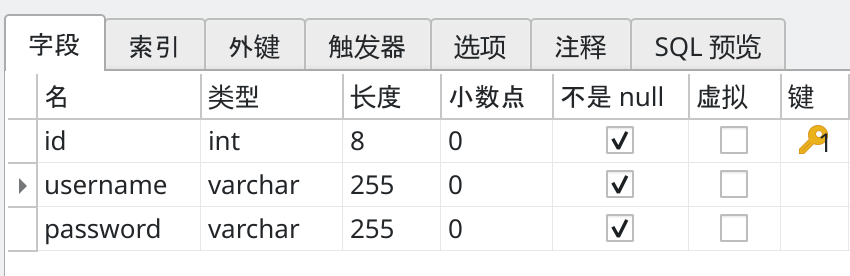 字段 索引 外键 触发器 选项 注释 SQL 预览
名 类型 长度 小数点 不是 null 虚拟 键
id int 8 0 1
username varchar 255 0
password varchar 255 0